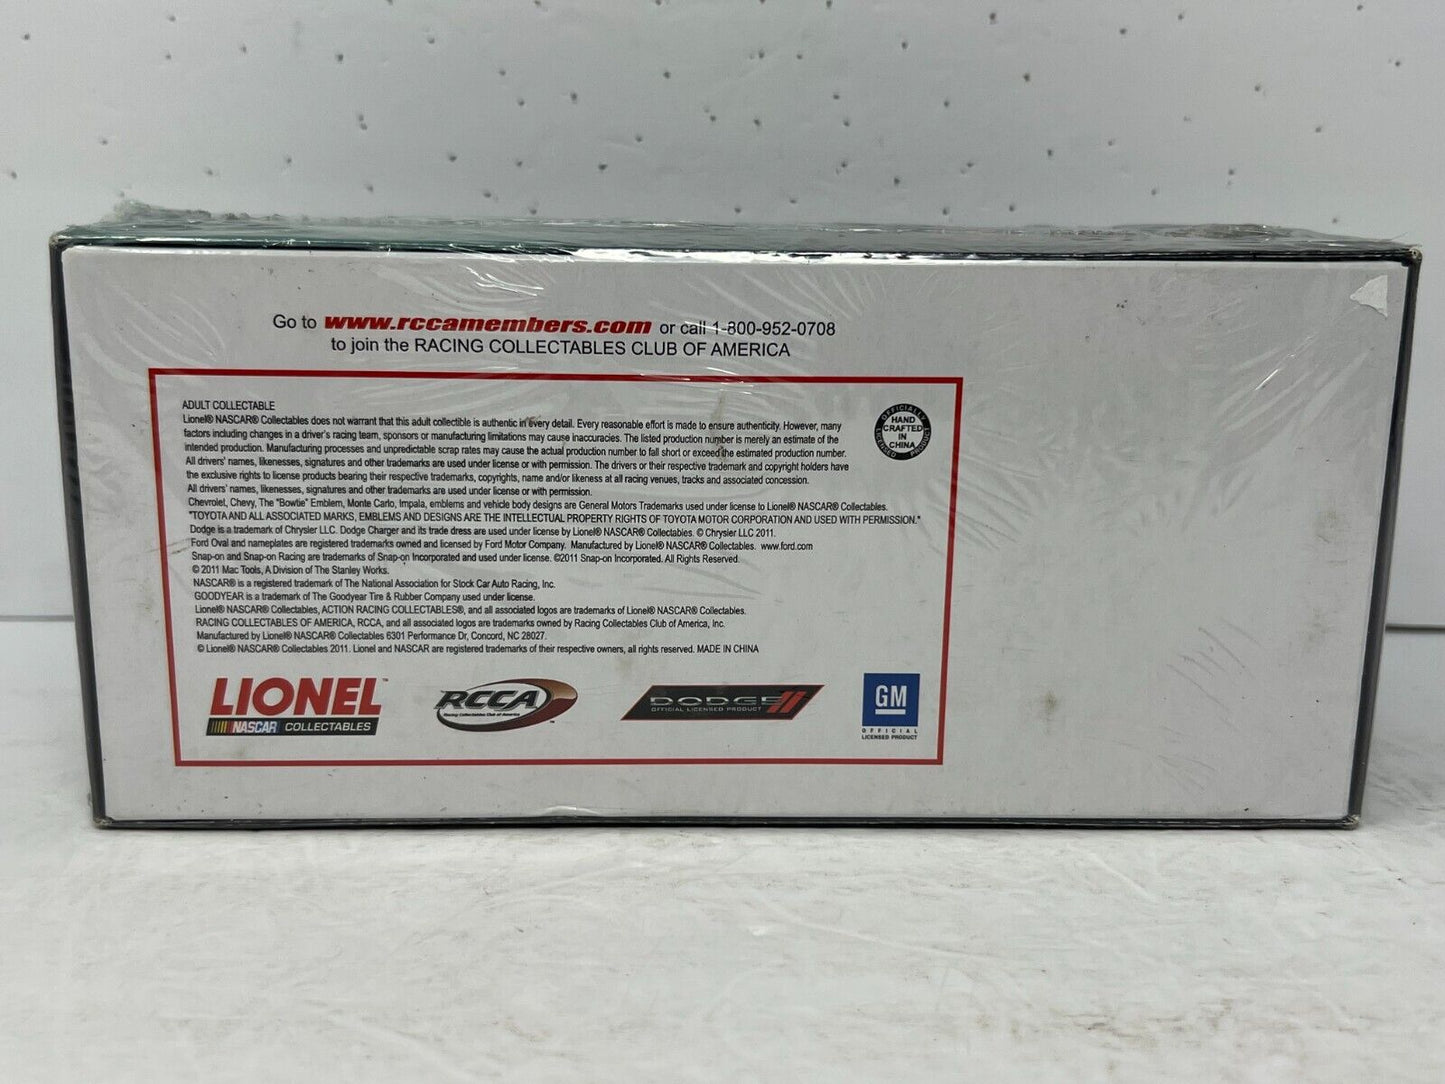 Go to www.rccamembers.com or call 1-800-952-0708
to join the RACING COLLECTABLES CLUB OF AMERICA
ADULT COLLECTABLE
Lionel® NASCAR® Collectables does not warrant that this adult collectible is authentic in every detail. Every reasonable effort is made to ensure authenticity. However, many
factors including changes in a driver's racing team, sponsors or manufacturing limitations may cause inaccuracies. The listed production number is merely an estimate of the
intended production. Manufacturing processes and unpredictable scrap rates may cause the actual production number to fall short or exceed the estimated production number.
All drivers' names, likenesses, signatures and other trademarks are used under license or with permission. The drivers or their respective trademark and copyright holders have
the exclusive rights to license products bearing their respective trademarks, copyrights, name and/or likeness at all racing venues, tracks and associated concession.
All drivers' names, likenesses, signatures and other trademarks are used under license or with permission.
Chevrolet, Chevy, The "Bowtie" Emblem, Monte Carlo, Impala, emblems and vehicle body designs are General Motors Trademarks used under license to Lionel® NASCAR® Collectables.
"TOYOTA AND ALL ASSOCIATED MARKS, EMBLEMS AND DESIGNS ARE THE INTELLECTUAL PROPERTY RIGHTS OF TOYOTA MOTOR CORPORATION AND USED WITH PERMISSION."
Dodge is a trademark of Chrysler LLC. Dodge Charger and its trade dress are used under license by Lionel® NASCAR® Collectables. © Chrysler LLC 2011.
Ford Oval and nameplates are registered trademarks owned and licensed by Ford Motor Company. Manufactured by Lionel® NASCAR® Collectables. www.ford.com
Snap-on and Snap-on Racing are trademarks of Snap-on Incorporated and used under license. ©2011 Snap-on Incorporated. All Rights Reserved.
© 2011 Mac Tools, A Division of The Stanley Works.
NASCAR® is a registered trademark of The National Association for Stock Car Auto Racing, Inc.
GOODYEAR is a trademark of The Goodyear Tire & Rubber Company used under license.
Lionel® NASCAR® Collectables, ACTION RACING COLLECTABLES®, and all associated logos are trademarks of Lionel® NASCAR® Collectables.
RACING COLLECTABLES OF AMERICA, RCCA, and all associated logos are trademarks owned by Racing Collectables Club of America, Inc.
Manufactured by Lionel® NASCAR® Collectables 6301 Performance Dr, Concord, NC 28027.
© Lionel® NASCAR® Collectables 2011. Lionel and NASCAR are registered trademarks of their respective owners, all rights reserved. MADE IN CHINA
OFFICIALLY
HAND
CRAFTED
IN
CHINA
LICENSED PRODUCT
LIONEL™
NASCAR COLLECTABLES
RCCA
Racing Collectables Club of America
™
DODGE
OFFICIAL LICENSED PRODUCT
GM
OFFICIAL
LICENSED PRODUCT